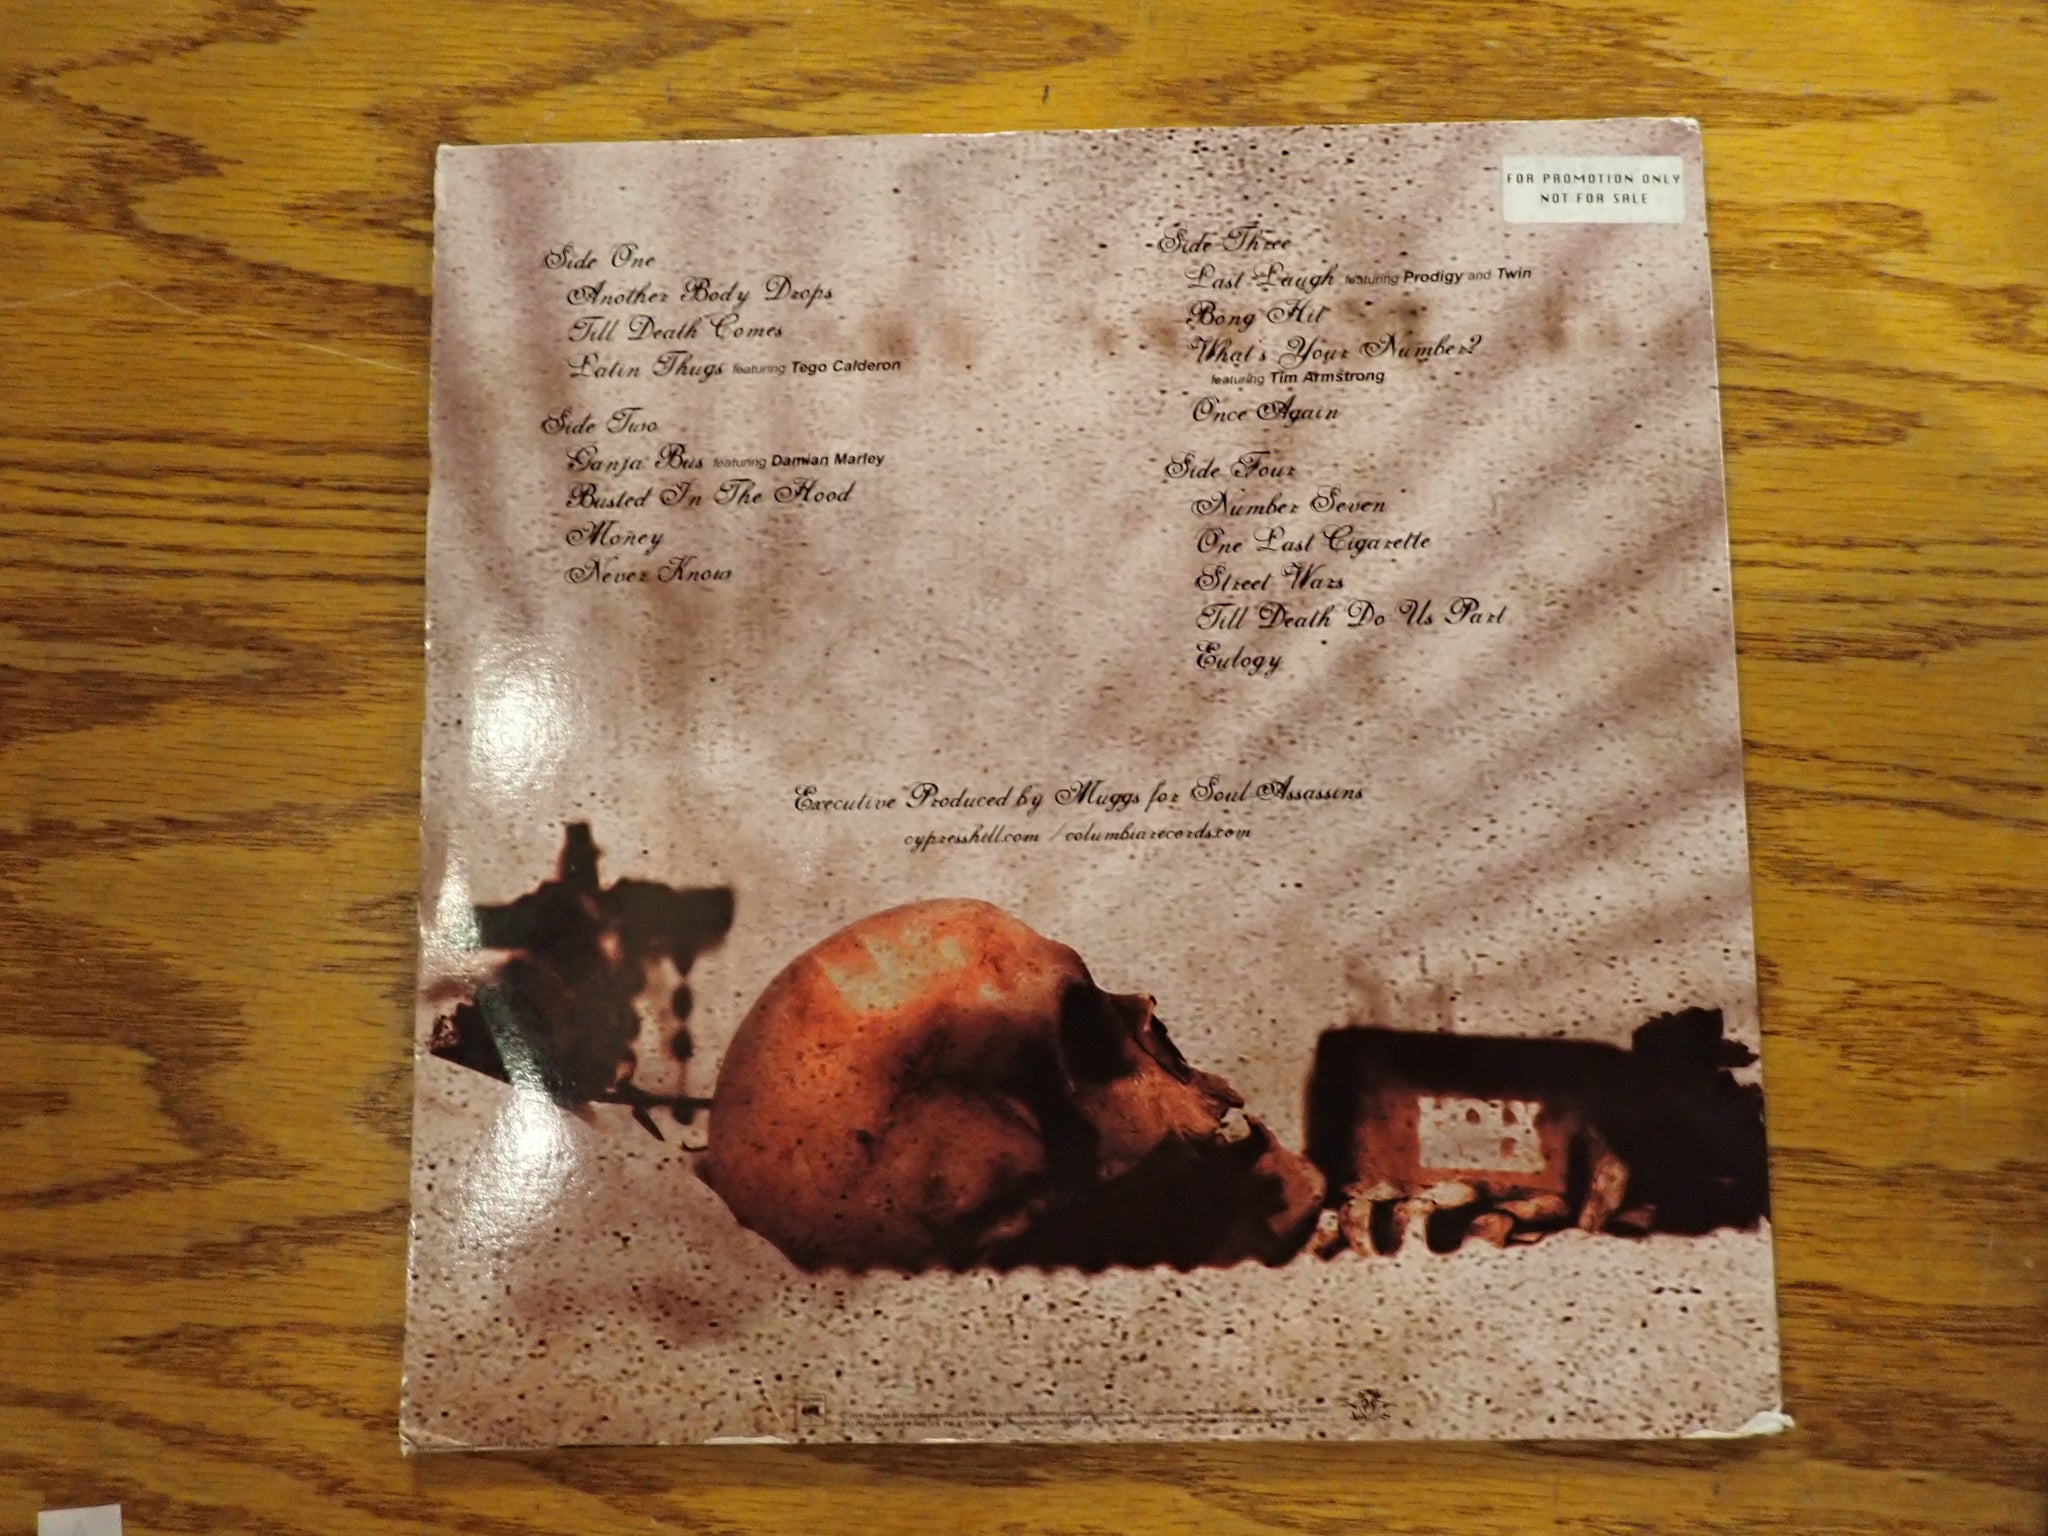 FOR PROMOTION ONLY
NOT FOR SALE
Side One
Another Body Drops
Till Death Comes
Latin Thugs featuring Tego Calderon
Side Two
Ganja Bus featuring Damian Marley
Busted In The Hood
Money
Never Know
Side Three
Last Laugh featuring Prodigy and Twin
Bong Hit
What's Your Number?
featuring Tim Armstrong
Once Again
Side Four
Number Seven
One Last Cigarette
Street Wars
Till Death Do Us Part
Eulogy
Executive Produced by Muggs for Soul Assassins
cypresshill.com / columbiarecords.com
HOLY